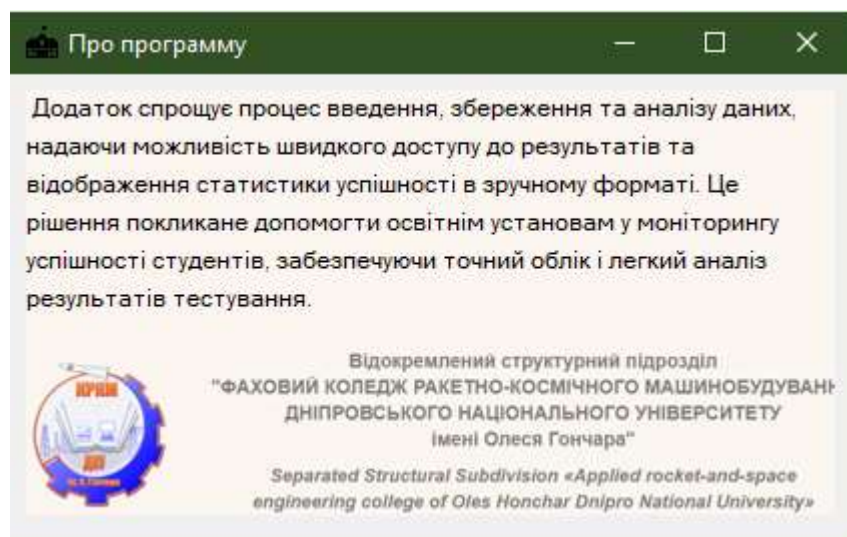 Про программу
Додаток спрощує процес введення, збереження та аналізу даних,
надаючи можливість швидкого доступу до результатів та
відображення статистики успішності в зручному форматі. Це
рішення покликане допомогти освітнім установам у моніторингу
успішності студентів, забезпечуючи точний облік і легкий аналіз
результатів тестування.
Відокремлений структурний підрозділ
"ФАХОВИЙ КОЛЕДЖ РАКЕТНО-КОСМІЧНОГО МАШИНОБУДУВАНН
ДНІПРОВСЬКОГО НАЦІОНАЛЬНОГО УНІВЕРСИТЕТУ
імені Олеся Гончара"
Separated Structural Subdivision «Applied rocket-and-space
engineering college of Oles Honchar Dnipro National University»